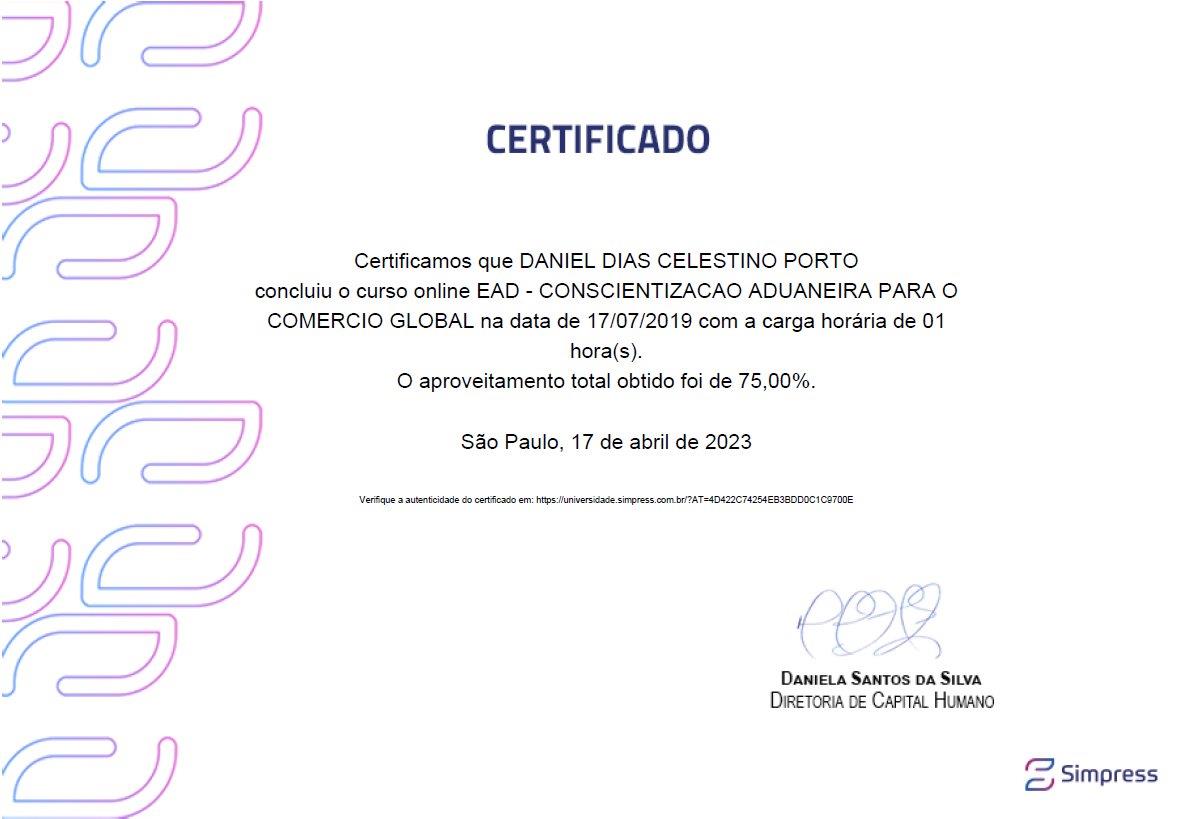 CERTIFICADO
Certificamos que DANIEL DIAS CELESTINO PORTO
concluiu o curso online EAD - CONSCIENTIZACAO ADUANEIRA PARA O
COMERCIO GLOBAL na data de 17/07/2019 com a carga horária de 01
hora(s).
O aproveitamento total obtido foi de 75,00%.
São Paulo, 17 de abril de 2023
Verifique a autenticidade do certificado em: https://universidade.simpress.com.br/?AT=4D422C74254EB3BDD0C1C9700E
DANIELA SANTOS DA SILVA
DIRETORIA DE CAPITAL HUMANO
Simpress